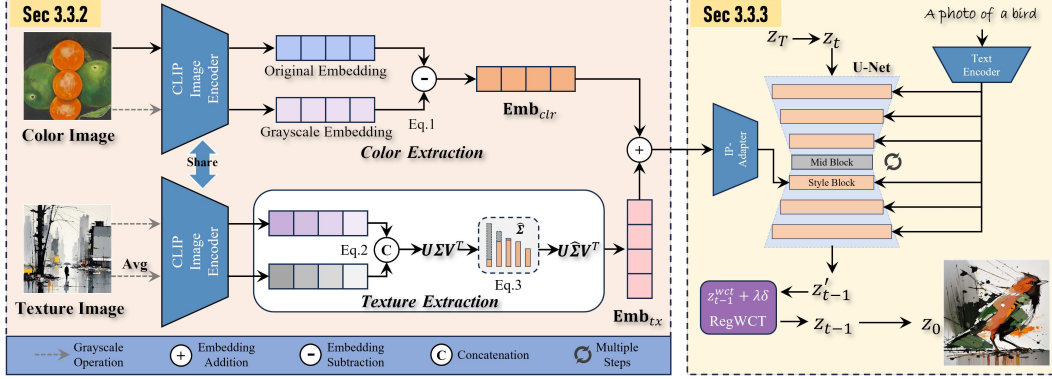 Sec 3.3.2
CLIP
Image
Encoder
Original Embedding
Grayscale Embedding
Eq.1
Emb_clr
Color Image
Color Extraction
Share
CLIP
Image
Encoder
Avg
Texture Image
Eq.2
C
UΣV^T
Σ̂
Eq.3
UΣ̂V^T
Texture Extraction
Emb_tx
+
-
Grayscale
Operation
+
Embedding
Addition
-
Embedding
Subtraction
C
Concatenation
Multiple
Steps
Sec 3.3.3
A photo of a bird
z_T → z_t
Text
Encoder
U-Net
IP-
Adapter
Mid Block
Style Block
z'_{t-1}
z^{wct}_{t-1} + λδ
RegWCT
z_{t-1}
z_0